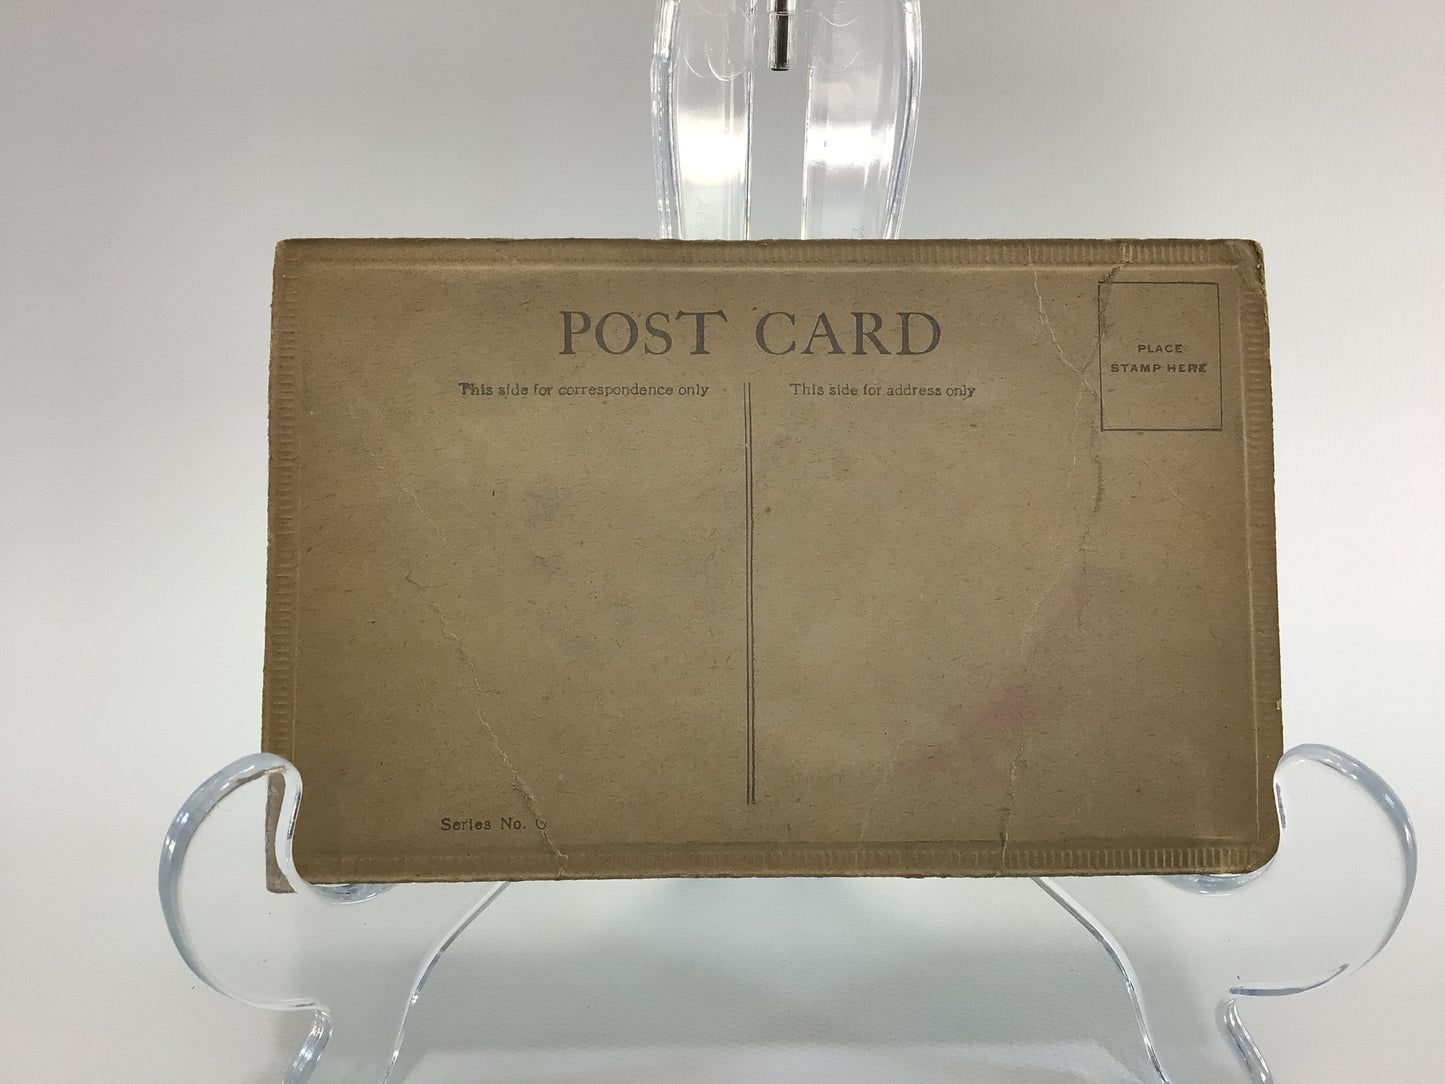 POST CARD
This side for correspondence only
This side for address only
PLACE
STAMP HERE
Series No.